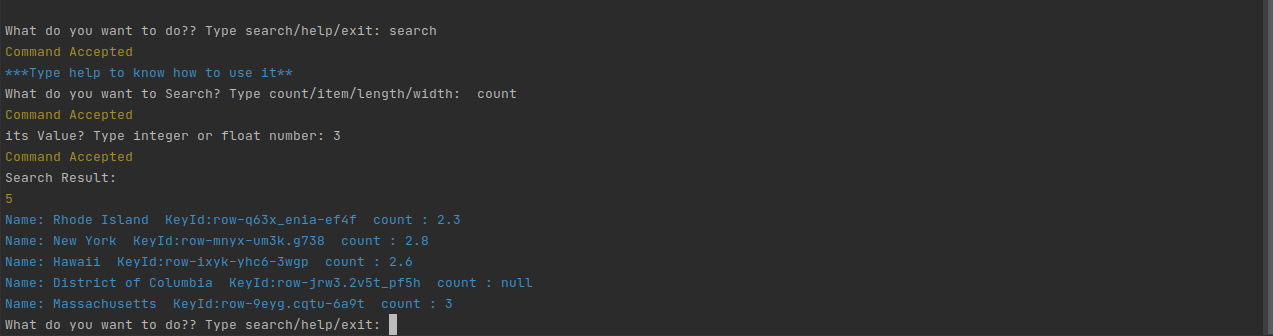 What do you want to do?? Type search/help/exit: search
Command Accepted
***Type help to know how to use it**
What do you want to Search? Type count/item/length/width:  count
Command Accepted
its Value? Type integer or float number: 3
Command Accepted
Search Result:
5
Name: Rhode Island  KeyId:row-q63x_enia-ef4f  count : 2.3
Name: New York  KeyId:row-mnyx-um3k.g738  count : 2.8
Name: Hawaii  KeyId:row-ixyk-yhc6-3wgp  count : 2.6
Name: District of Columbia  KeyId:row-jrw3.2v5t_pf5h  count : null
Name: Massachusetts  KeyId:row-9eyg.cqtu-6a9t  count : 3
What do you want to do?? Type search/help/exit: